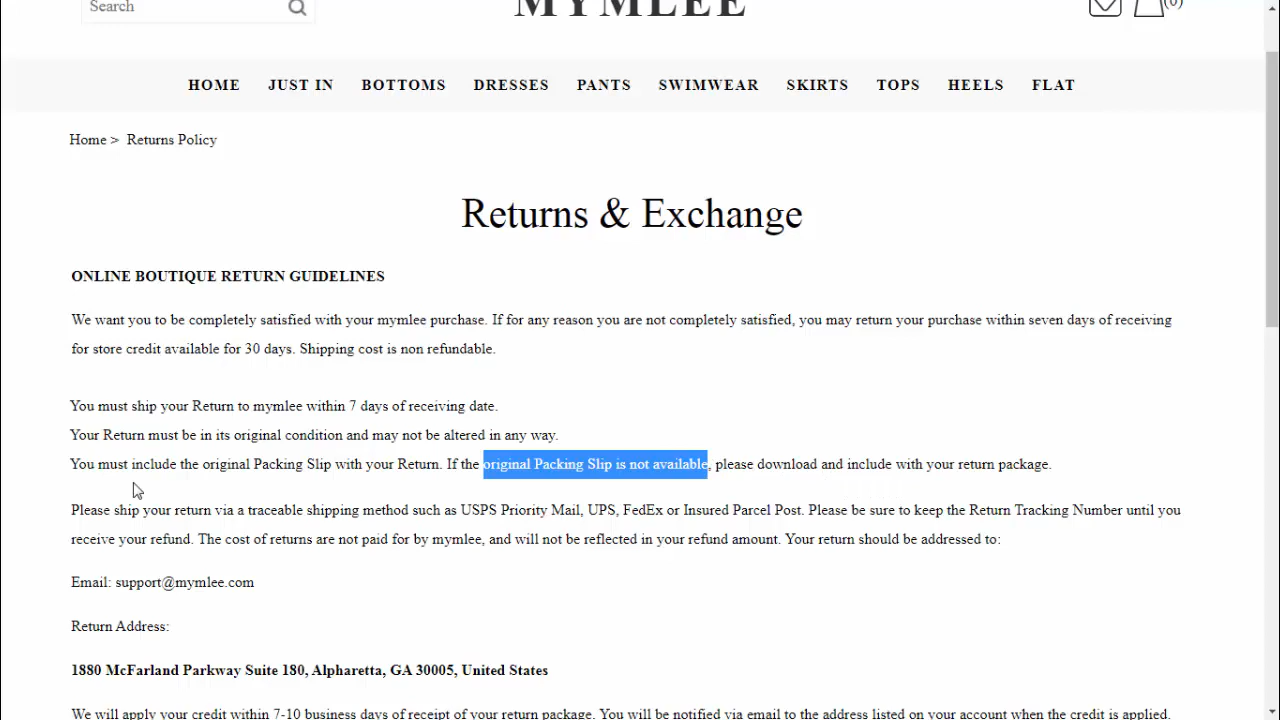 Search
MYMLEE
(0)
HOME JUST IN BOTTOMS DRESSES PANTS SWIMWEAR SKIRTS TOPS HEELS FLAT
Home > Returns Policy
Returns & Exchange
ONLINE BOUTIQUE RETURN GUIDELINES
We want you to be completely satisfied with your mymlee purchase. If for any reason you are not completely satisfied, you may return your purchase within seven days of receiving
for store credit available for 30 days. Shipping cost is non refundable.
You must ship your Return to mymlee within 7 days of receiving date.
Your Return must be in its original condition and may not be altered in any way.
You must include the original Packing Slip with your Return. If the original Packing Slip is not available, please download and include with your return package.
Please ship your return via a traceable shipping method such as USPS Priority Mail, UPS, FedEx or Insured Parcel Post. Please be sure to keep the Return Tracking Number until you
receive your refund. The cost of returns are not paid for by mymlee, and will not be reflected in your refund amount. Your return should be addressed to:
Email: support@mymlee.com
Return Address:
1880 McFarland Parkway Suite 180, Alpharetta, GA 30005, United States
We will apply your credit within 7-10 business days of receipt of your return package. You will be notified via email to the address listed on your account when the credit is applied.